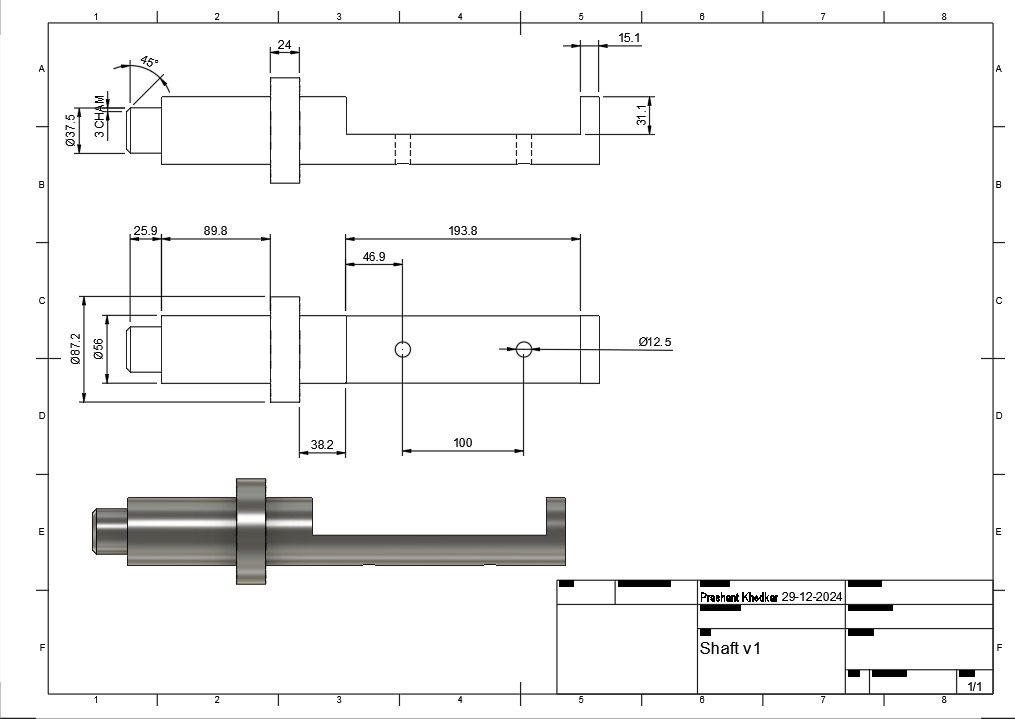 1 2 3 4 5 6 7 8
A A
24
15.1
45°
3 CHAM
Ø37.5
31.1
B B
25.9 89.8 193.8
46.9
C C
Ø87.2
Ø56
Ø12.5
D D
38.2
100
E E
Prashant Khedkar 29-12-2024
Shaft v1
F F
1/1
1 2 3 4 5 6 7 8